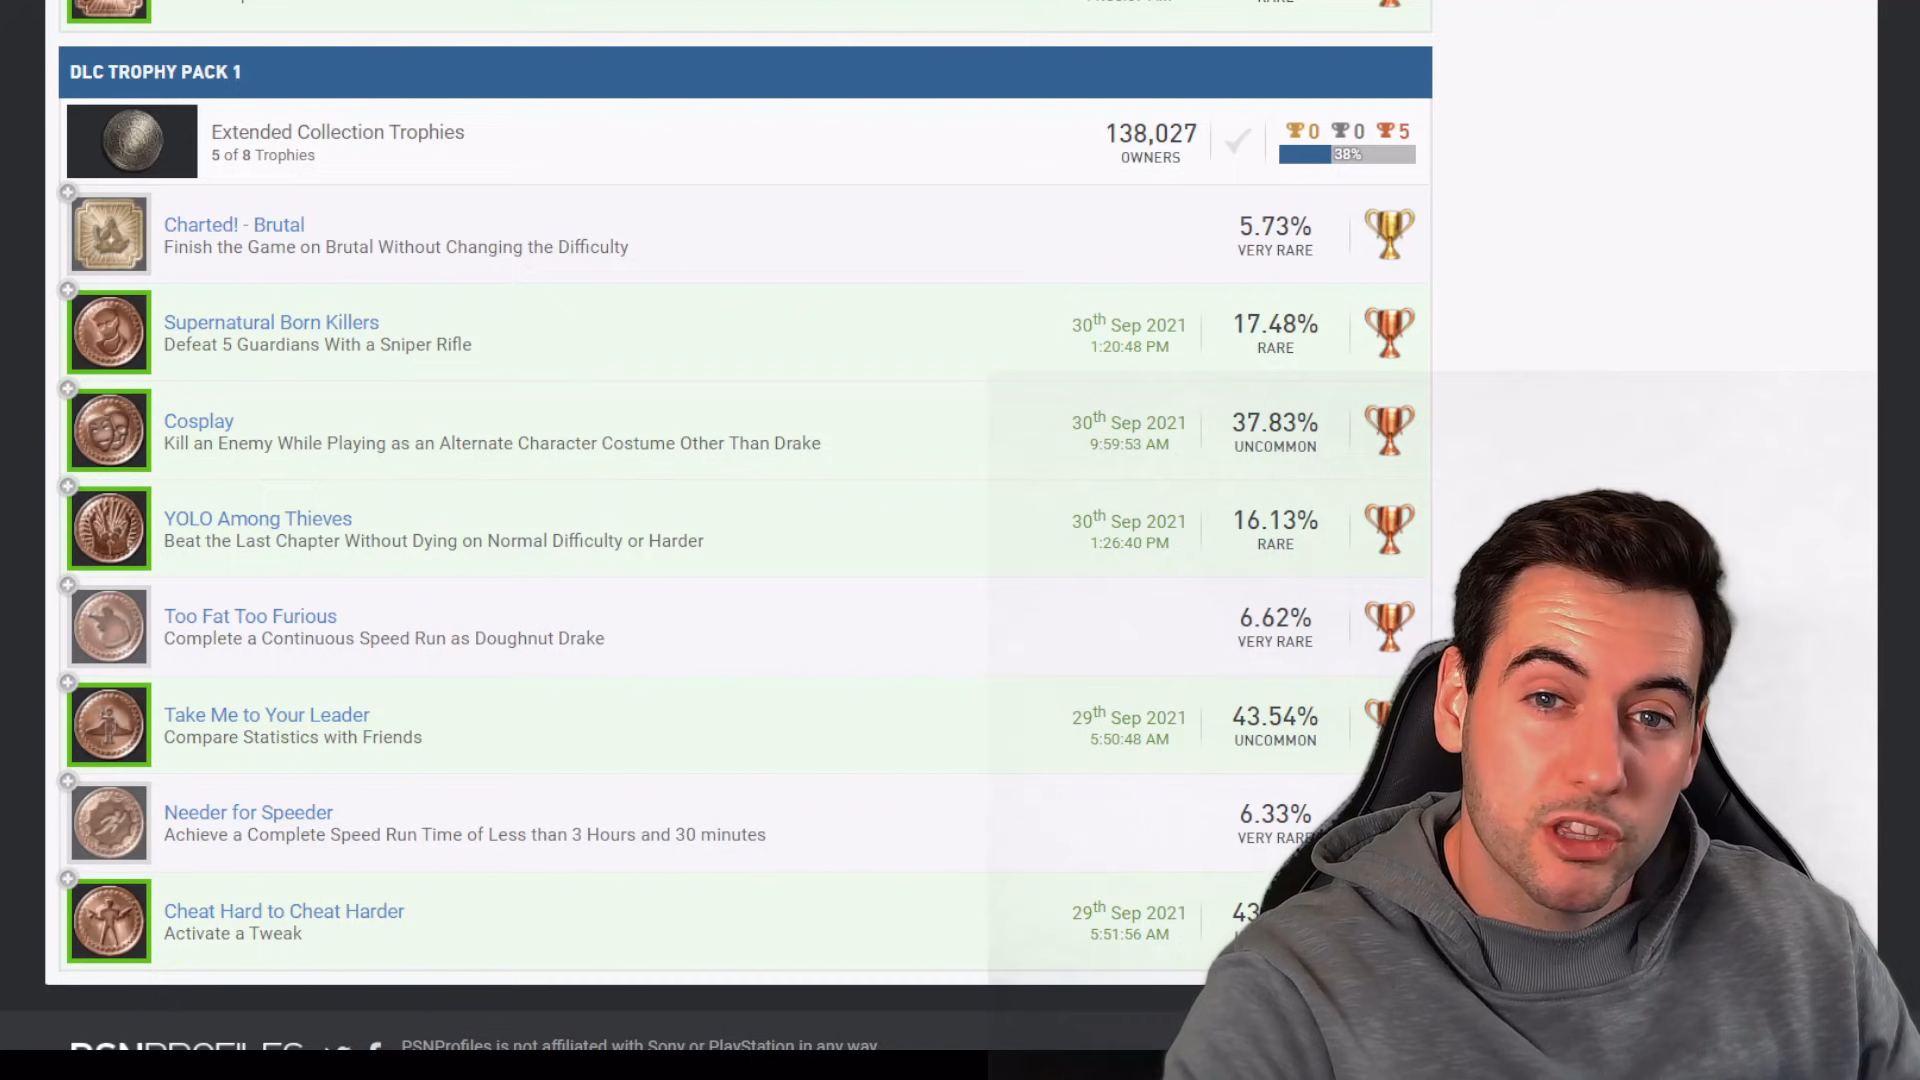 RARE
DLC TROPHY PACK 1
Extended Collection Trophies
5 of 8 Trophies
138,027
OWNERS
0 0 5
38%
Charted! - Brutal
Finish the Game on Brutal Without Changing the Difficulty
5.73%
VERY RARE
Supernatural Born Killers
Defeat 5 Guardians With a Sniper Rifle
30th Sep 2021
1:20:48 PM
17.48%
RARE
Cosplay
Kill an Enemy While Playing as an Alternate Character Costume Other Than Drake
30th Sep 2021
9:59:53 AM
37.83%
UNCOMMON
YOLO Among Thieves
Beat the Last Chapter Without Dying on Normal Difficulty or Harder
30th Sep 2021
1:26:40 PM
16.13%
RARE
Too Fat Too Furious
Complete a Continuous Speed Run as Doughnut Drake
6.62%
VERY RARE
Take Me to Your Leader
Compare Statistics with Friends
29th Sep 2021
5:50:48 AM
43.54%
UNCOMMON
Needer for Speeder
Achieve a Complete Speed Run Time of Less than 3 Hours and 30 minutes
6.33%
VERY RARE
Cheat Hard to Cheat Harder
Activate a Tweak
29th Sep 2021
5:51:56 AM
43
PSNPROFILES
PSNProfiles is not affiliated with Sony or PlayStation in any way